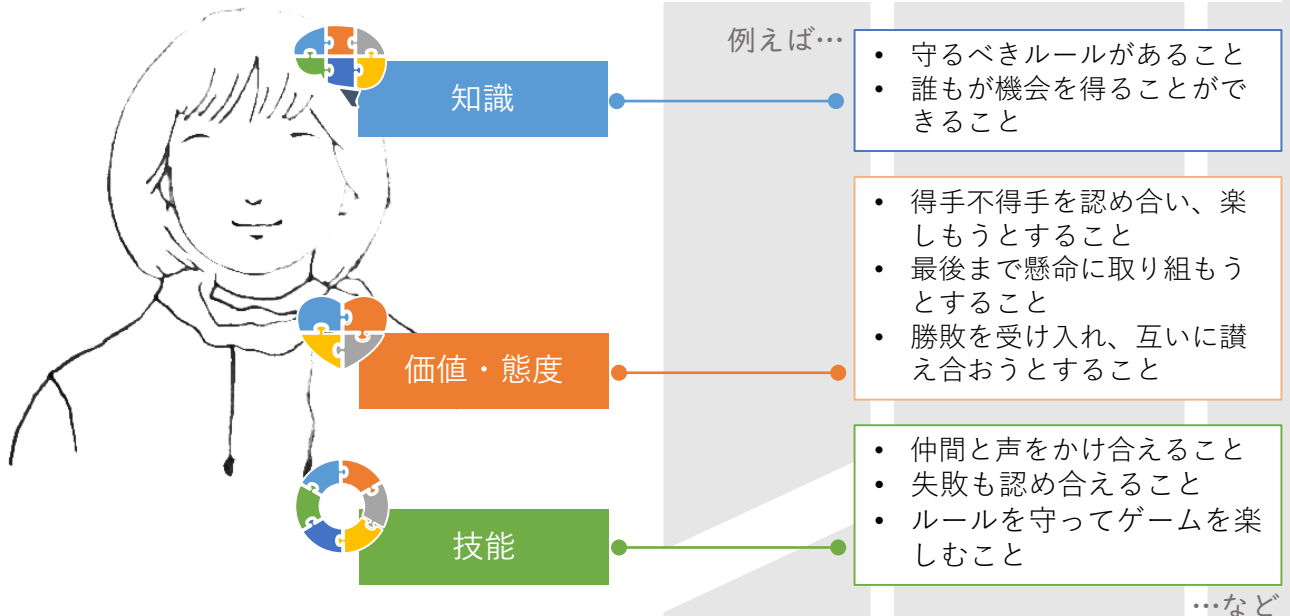 例えば…
知識
• 守るべきルールがあること
• 誰もが機会を得ることがで
きること
価値・態度
• 得手不得手を認め合い、楽
しもうとすること
• 最後まで懸命に取り組もう
とすること
• 勝敗を受け入れ、互いに讃
え合おうとすること
技能
• 仲間と声をかけ合えること
• 失敗も認め合えること
• ルールを守ってゲームを楽
しむこと
…など